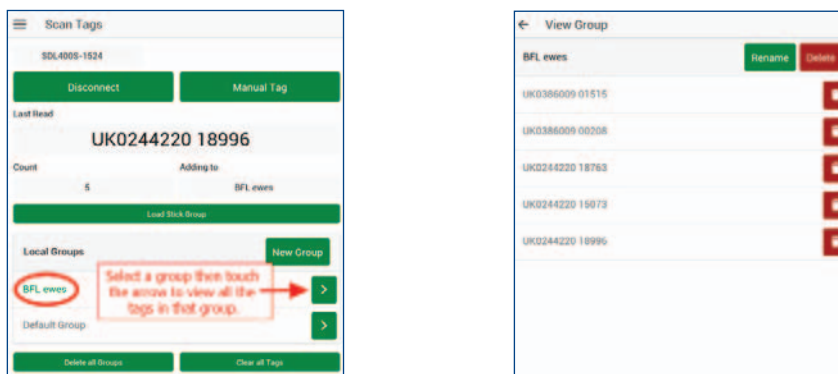 Scan Tags
SDL400S-1524
Disconnect
Manual Tag
Last Read
UK0244220 18996
Count
Adding to
5
BFL ewes
Load Stick Group
Local Groups
New Group
BFL ewes
Select a group then touch
the arrow to view all the
tags in that group.
Default Group
Delete all Groups
Clear all Tags
View Group
BFL ewes
Rename
Delete
UK0386009 01515
UK0386009 00208
UK0244220 18763
UK0244220 15073
UK0244220 18996